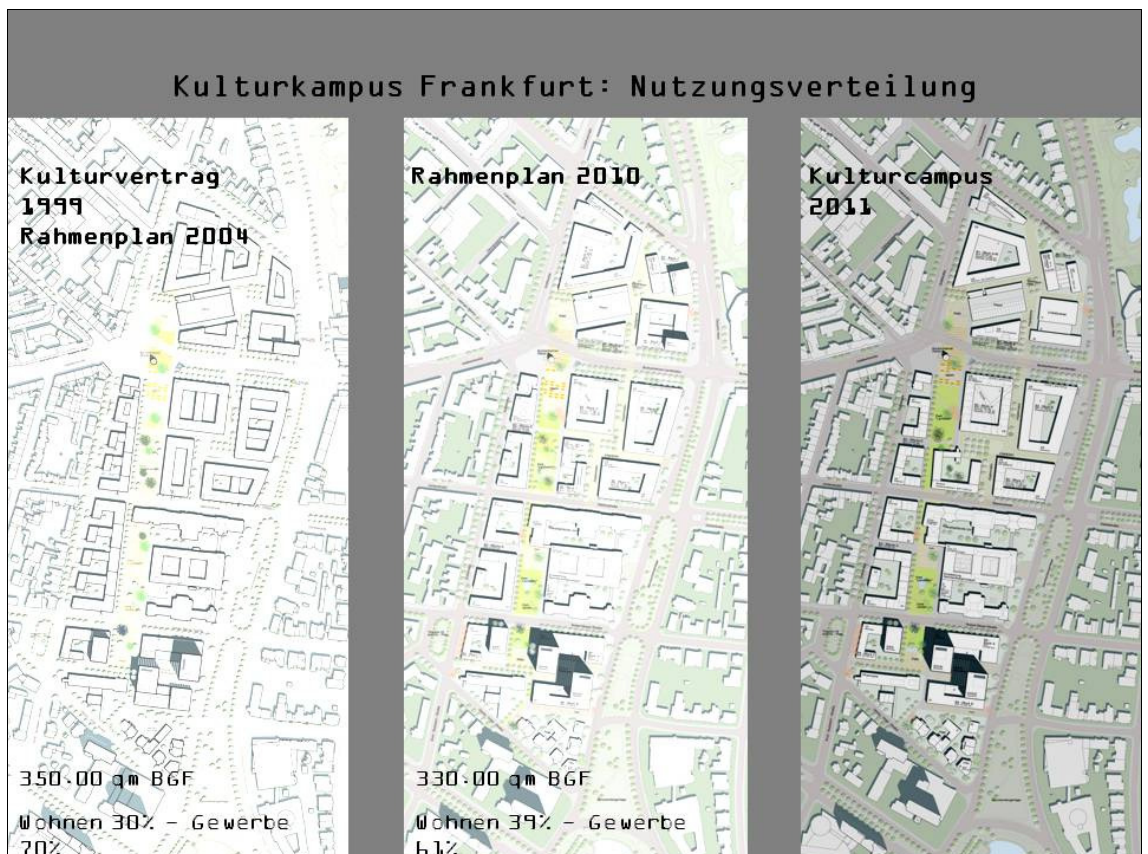 Kulturkampus Frankfurt: Nutzungsverteilung
Kulturvertrag
1999
Rahmenplan 2004
350.00 qm BGF
Wohnen 30% - Gewerbe
70%
Rahmenplan 2010
330.00 qm BGF
Wohnen 39% - Gewerbe
61%
Kulturcampus
2011